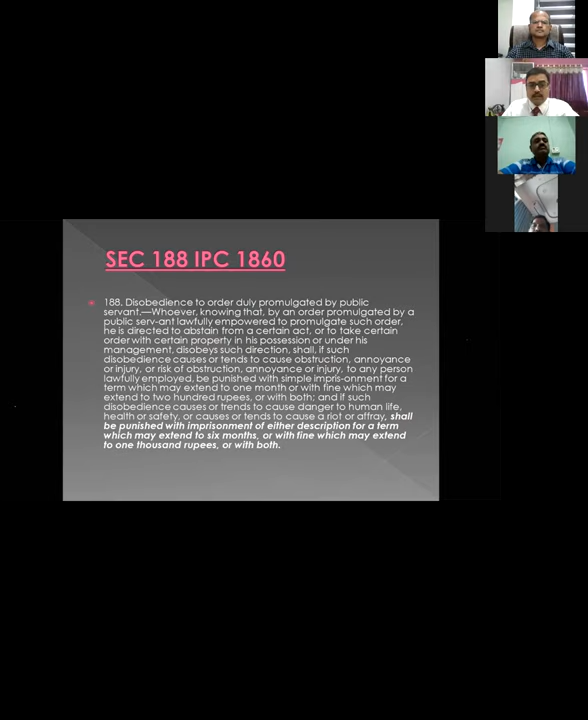 SEC 188 IPC 1860
188. Disobedience to order duly promulgated by public
servant.—Whoever, knowing that, by an order promulgated by a
public serv-ant lawfully empowered to promulgate such order,
he is directed to abstain from a certain act, or to take certain
order with certain property in his possession or under his
management, disobeys such direction, shall, if such
disobedience causes or tends to cause obstruction, annoyance
or injury, or risk of obstruction, annoyance or injury, to any person
lawfully employed, be punished with simple impris-onment for a
term which may extend to one month or with fine which may
extend to two hundred rupees, or with both; and if such
disobedience causes or trends to cause danger to human life,
health or safety, or causes or tends to cause a riot or affray, shall
be punished with imprisonment of either description for a term
which may extend to six months, or with fine which may extend
to one thousand rupees, or with both.